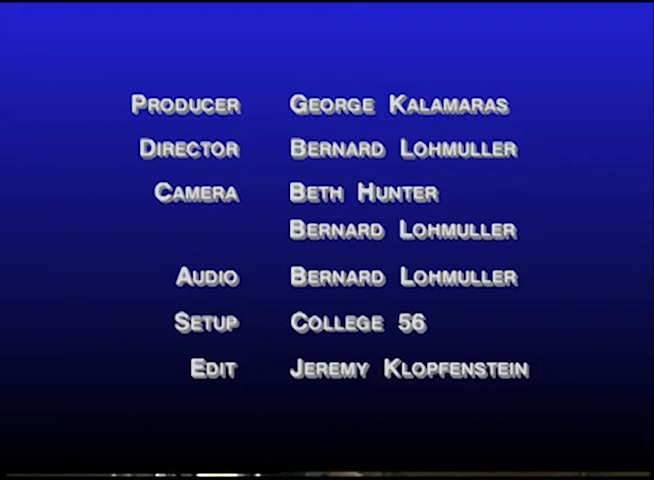 PRODUCER GEORGE KALAMARAS
DIRECTOR BERNARD LOHMULLER
CAMERA BETH HUNTER
BERNARD LOHMULLER
AUDIO BERNARD LOHMULLER
SETUP COLLEGE 56
EDIT JEREMY KLOPFENSTEIN